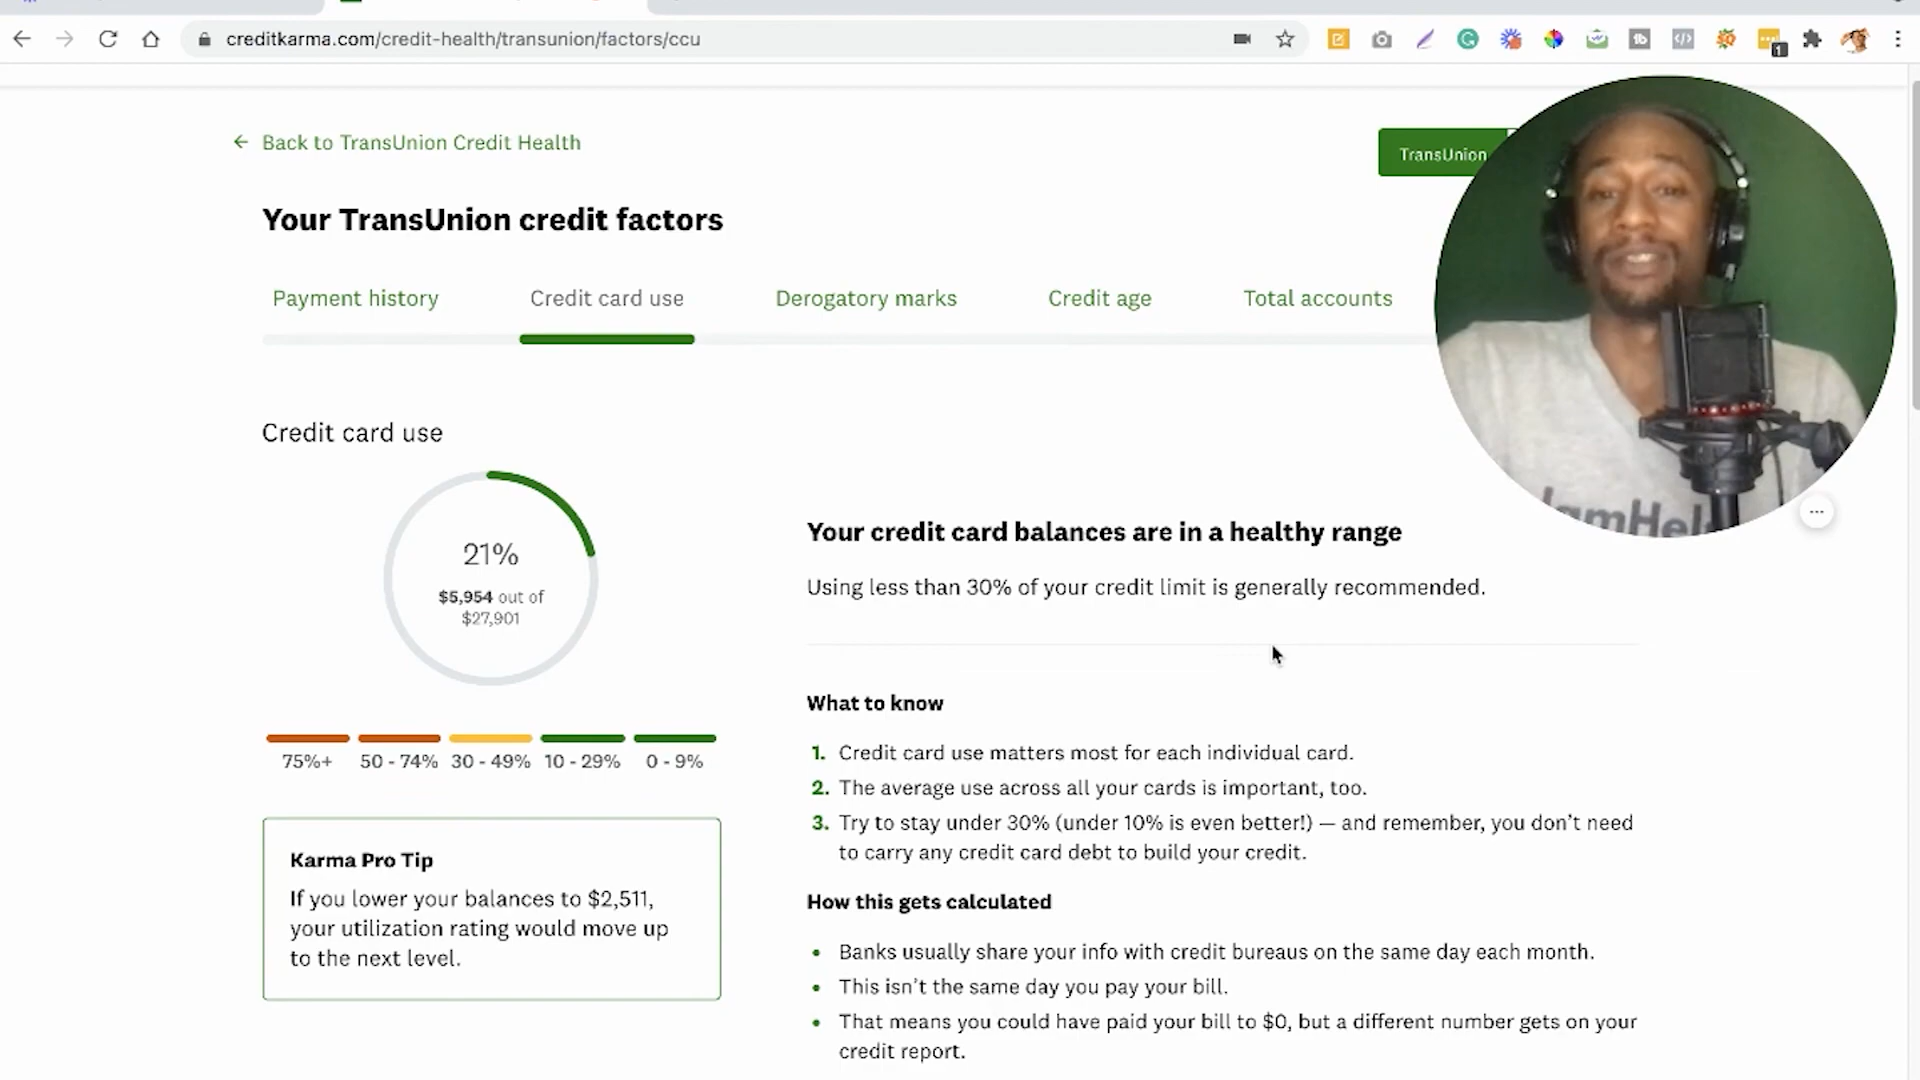 creditkarma.com/credit-health/transunion/factors/ccu
1
Back to TransUnion Credit Health
TransUnion
Your TransUnion credit factors
Payment history
Credit card use
Derogatory marks
Credit age
Total accounts
Credit card use
21%
$5,954 out of
$27,901
75%+
50 - 74%
30 - 49%
10 - 29%
0 - 9%
Karma Pro Tip
If you lower your balances to $2,511,
your utilization rating would move up
to the next level.
Your credit card balances are in a healthy range
Using less than 30% of your credit limit is generally recommended.
What to know
1. Credit card use matters most for each individual card.
2. The average use across all your cards is important, too.
3. Try to stay under 30% (under 10% is even better!) — and remember, you don’t need
to carry any credit card debt to build your credit.
How this gets calculated
• Banks usually share your info with credit bureaus on the same day each month.
• This isn’t the same day you pay your bill.
• That means you could have paid your bill to $0, but a different number gets on your
credit report.